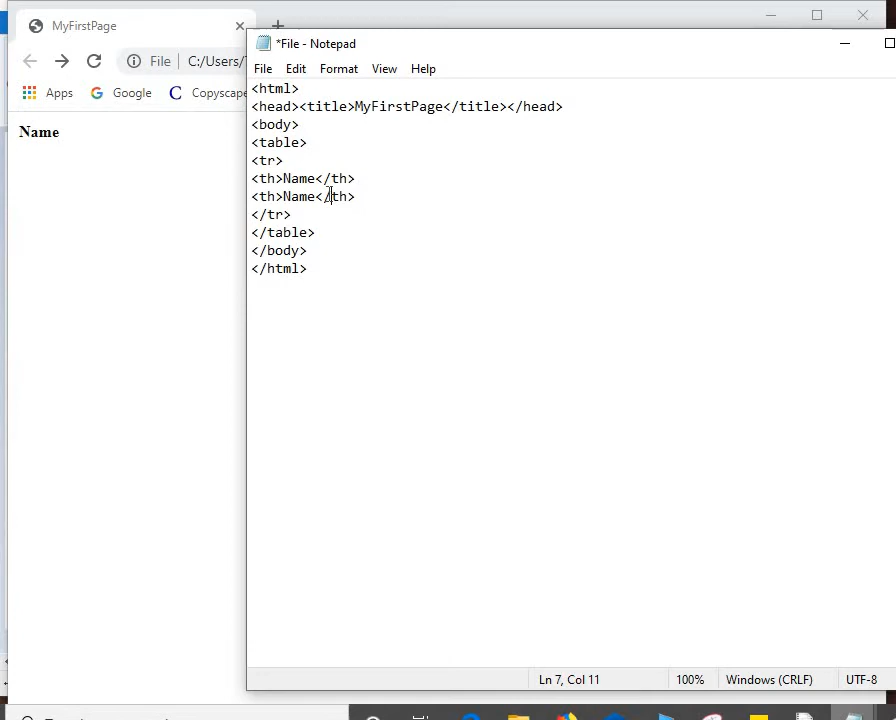 MyFirstPage
File C:/Users/
Apps Google Copyscape
Name
*File - Notepad
File Edit Format View Help
<html>
<head><title>MyFirstPage</title></head>
<body>
<table>
<tr>
<th>Name</th>
<th>Name</th>
</tr>
</table>
</body>
</html>
Ln 7, Col 11 100% Windows (CRLF) UTF-8